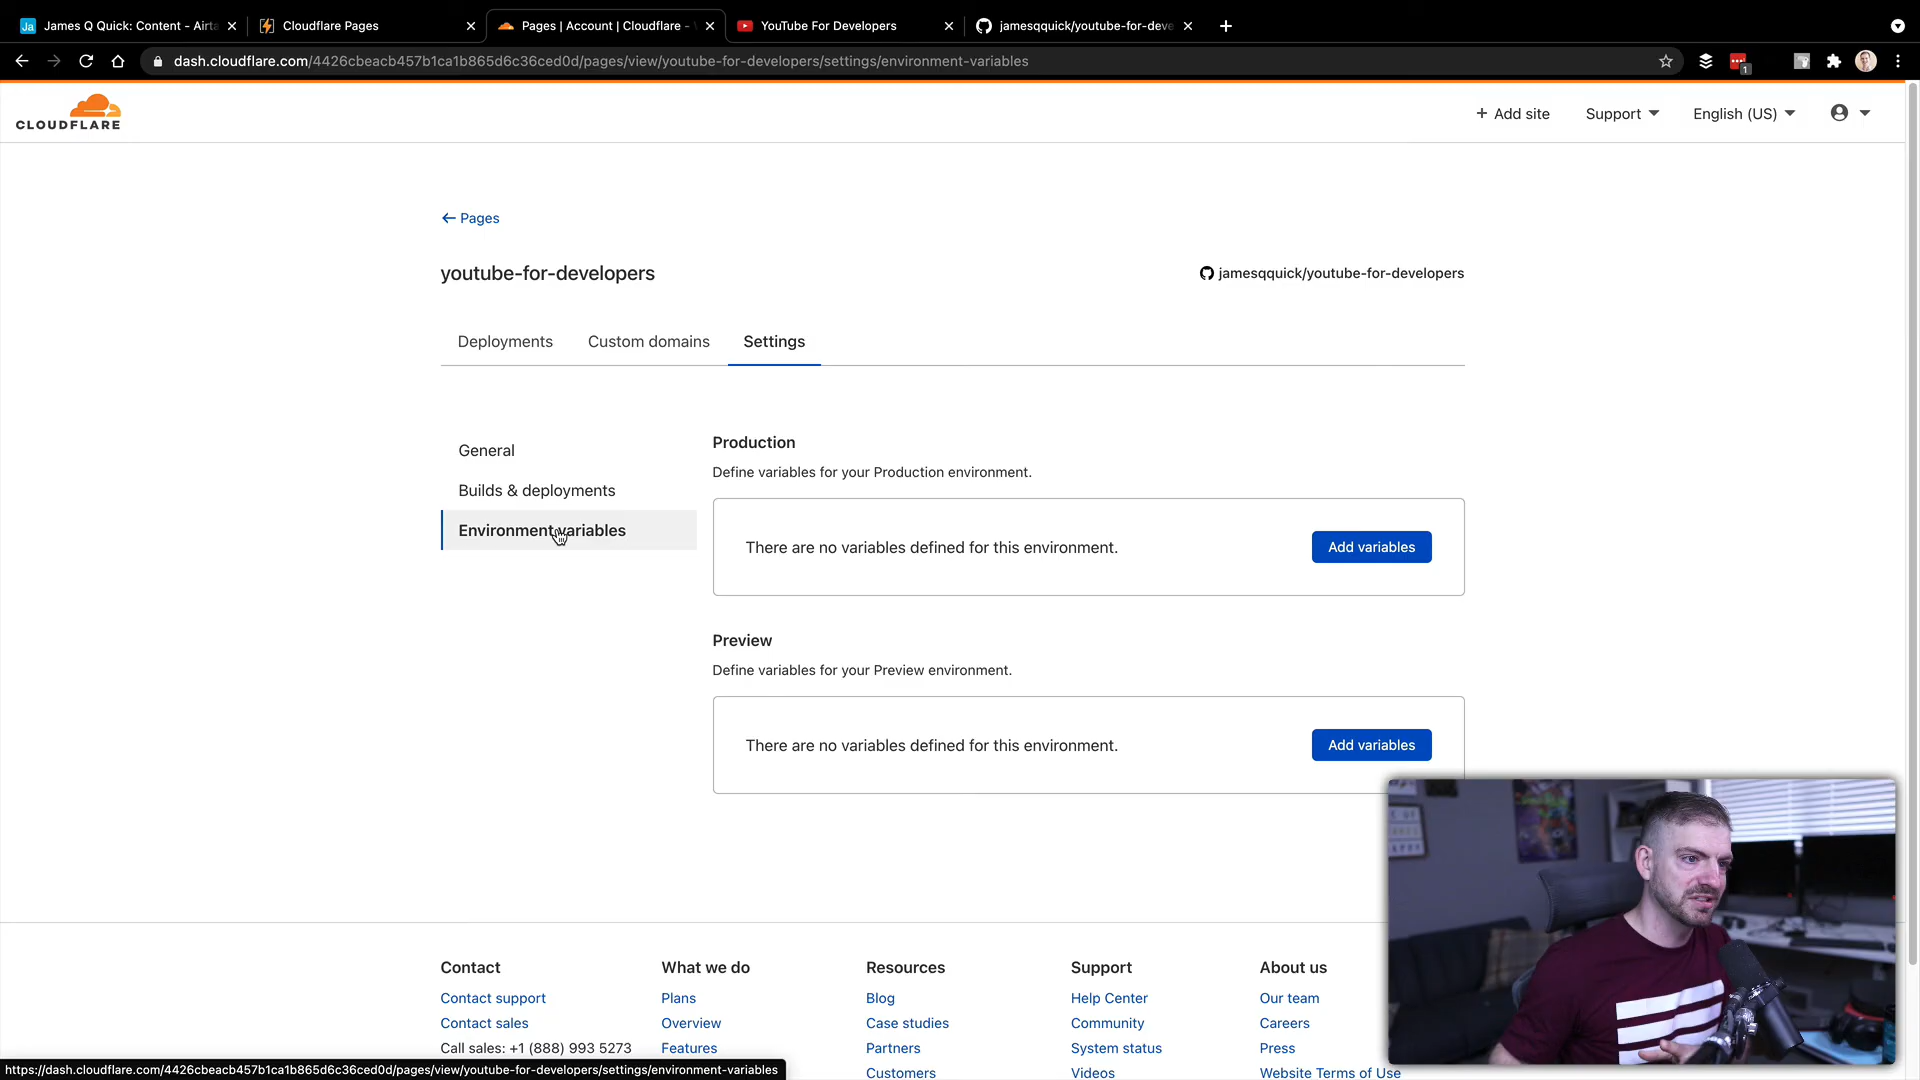 James Q Quick: Content - Airta
Cloudflare Pages
Pages | Account | Cloudflare -
YouTube For Developers
jamesqquick/youtube-for-deve
dash.cloudflare.com/4426cbeacb457b1ca1b865d6c36ced0d/pages/view/youtube-for-developers/settings/environment-variables
1
CLOUDFLARE
+ Add site
Support
English (US)
← Pages
youtube-for-developers
jamesqquick/youtube-for-developers
Deployments
Custom domains
Settings
General
Builds & deployments
Environment variables
Production
Define variables for your Production environment.
There are no variables defined for this environment.
Add variables
Preview
Define variables for your Preview environment.
There are no variables defined for this environment.
Add variables
Contact
What we do
Resources
Support
About us
Contact support
Plans
Blog
Help Center
Our team
Contact sales
Overview
Case studies
Community
Careers
Call sales: +1 (888) 993 5273
Features
Partners
System status
Press
Customers
Videos
Website Terms of Use
https://dash.cloudflare.com/4426cbeacb457b1ca1b865d6c36ced0d/pages/view/youtube-for-developers/settings/environment-variables